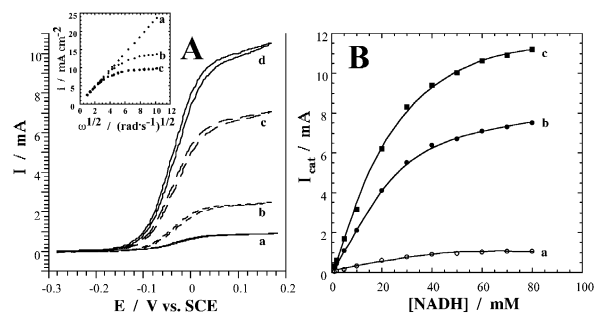 A
I / mA
10
8
6
4
2
0
-0.3 -0.2 -0.1 0 0.1 0.2
E / V vs. SCE
d
c
b
a
i / mA cm⁻²
25
20
15
10
5
0
0 2 4 6 8 10 12
ω^1/2 / (rad·s⁻¹)^1/2
a
b
c
B
I_cat / mA
12
10
8
6
4
2
0
0 20 40 60 80 100
[NADH] / mM
c
b
a